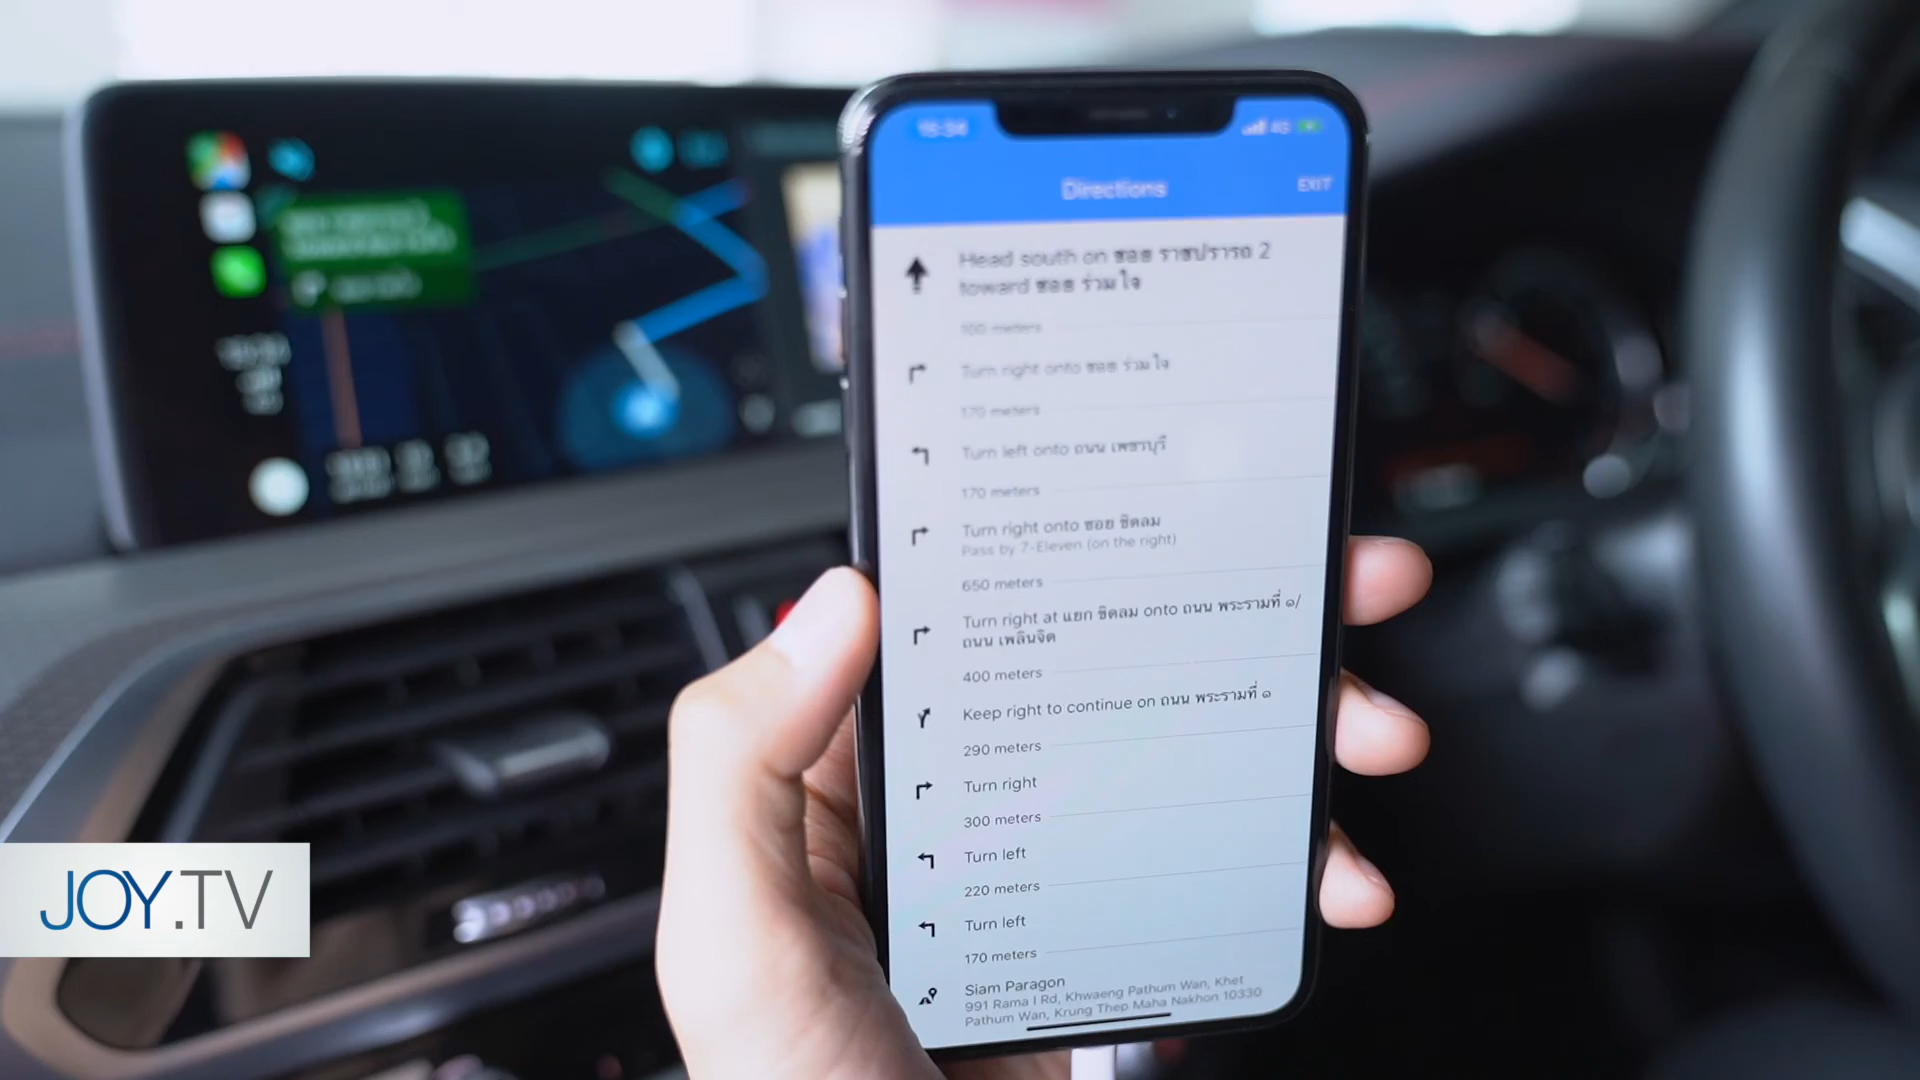 15:34
4G
Directions
EXIT
Head south on ซอย ราชปรารถ 2
toward ซอย ร่วมใจ
100 meters
Turn right onto ซอย ร่วมใจ
170 meters
Turn left onto ถนน เพชรบุรี
170 meters
Turn right onto ซอย ชิดลม
Pass by 7-Eleven (on the right)
650 meters
Turn right at แยก ชิดลม onto ถนน พระรามที่ ๑/
ถนน เพลินจิต
400 meters
Keep right to continue on ถนน พระรามที่ ๑
290 meters
Turn right
300 meters
Turn left
220 meters
Turn left
170 meters
Siam Paragon
991 Rama I Rd, Khwaeng Pathum Wan, Khet
Pathum Wan, Krung Thep Maha Nakhon 10330
JOY.TV